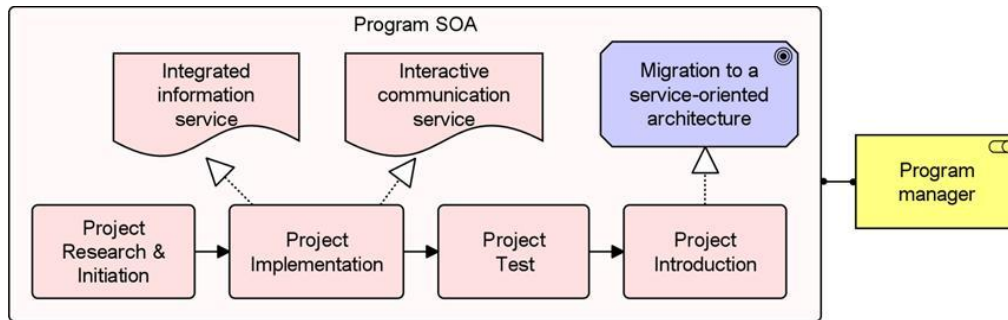 Program SOA
Integrated
information
service
Interactive
communication
service
Migration to a
service-oriented
architecture
Program
manager
Project
Research &
Initiation
Project
Implementation
Project
Test
Project
Introduction